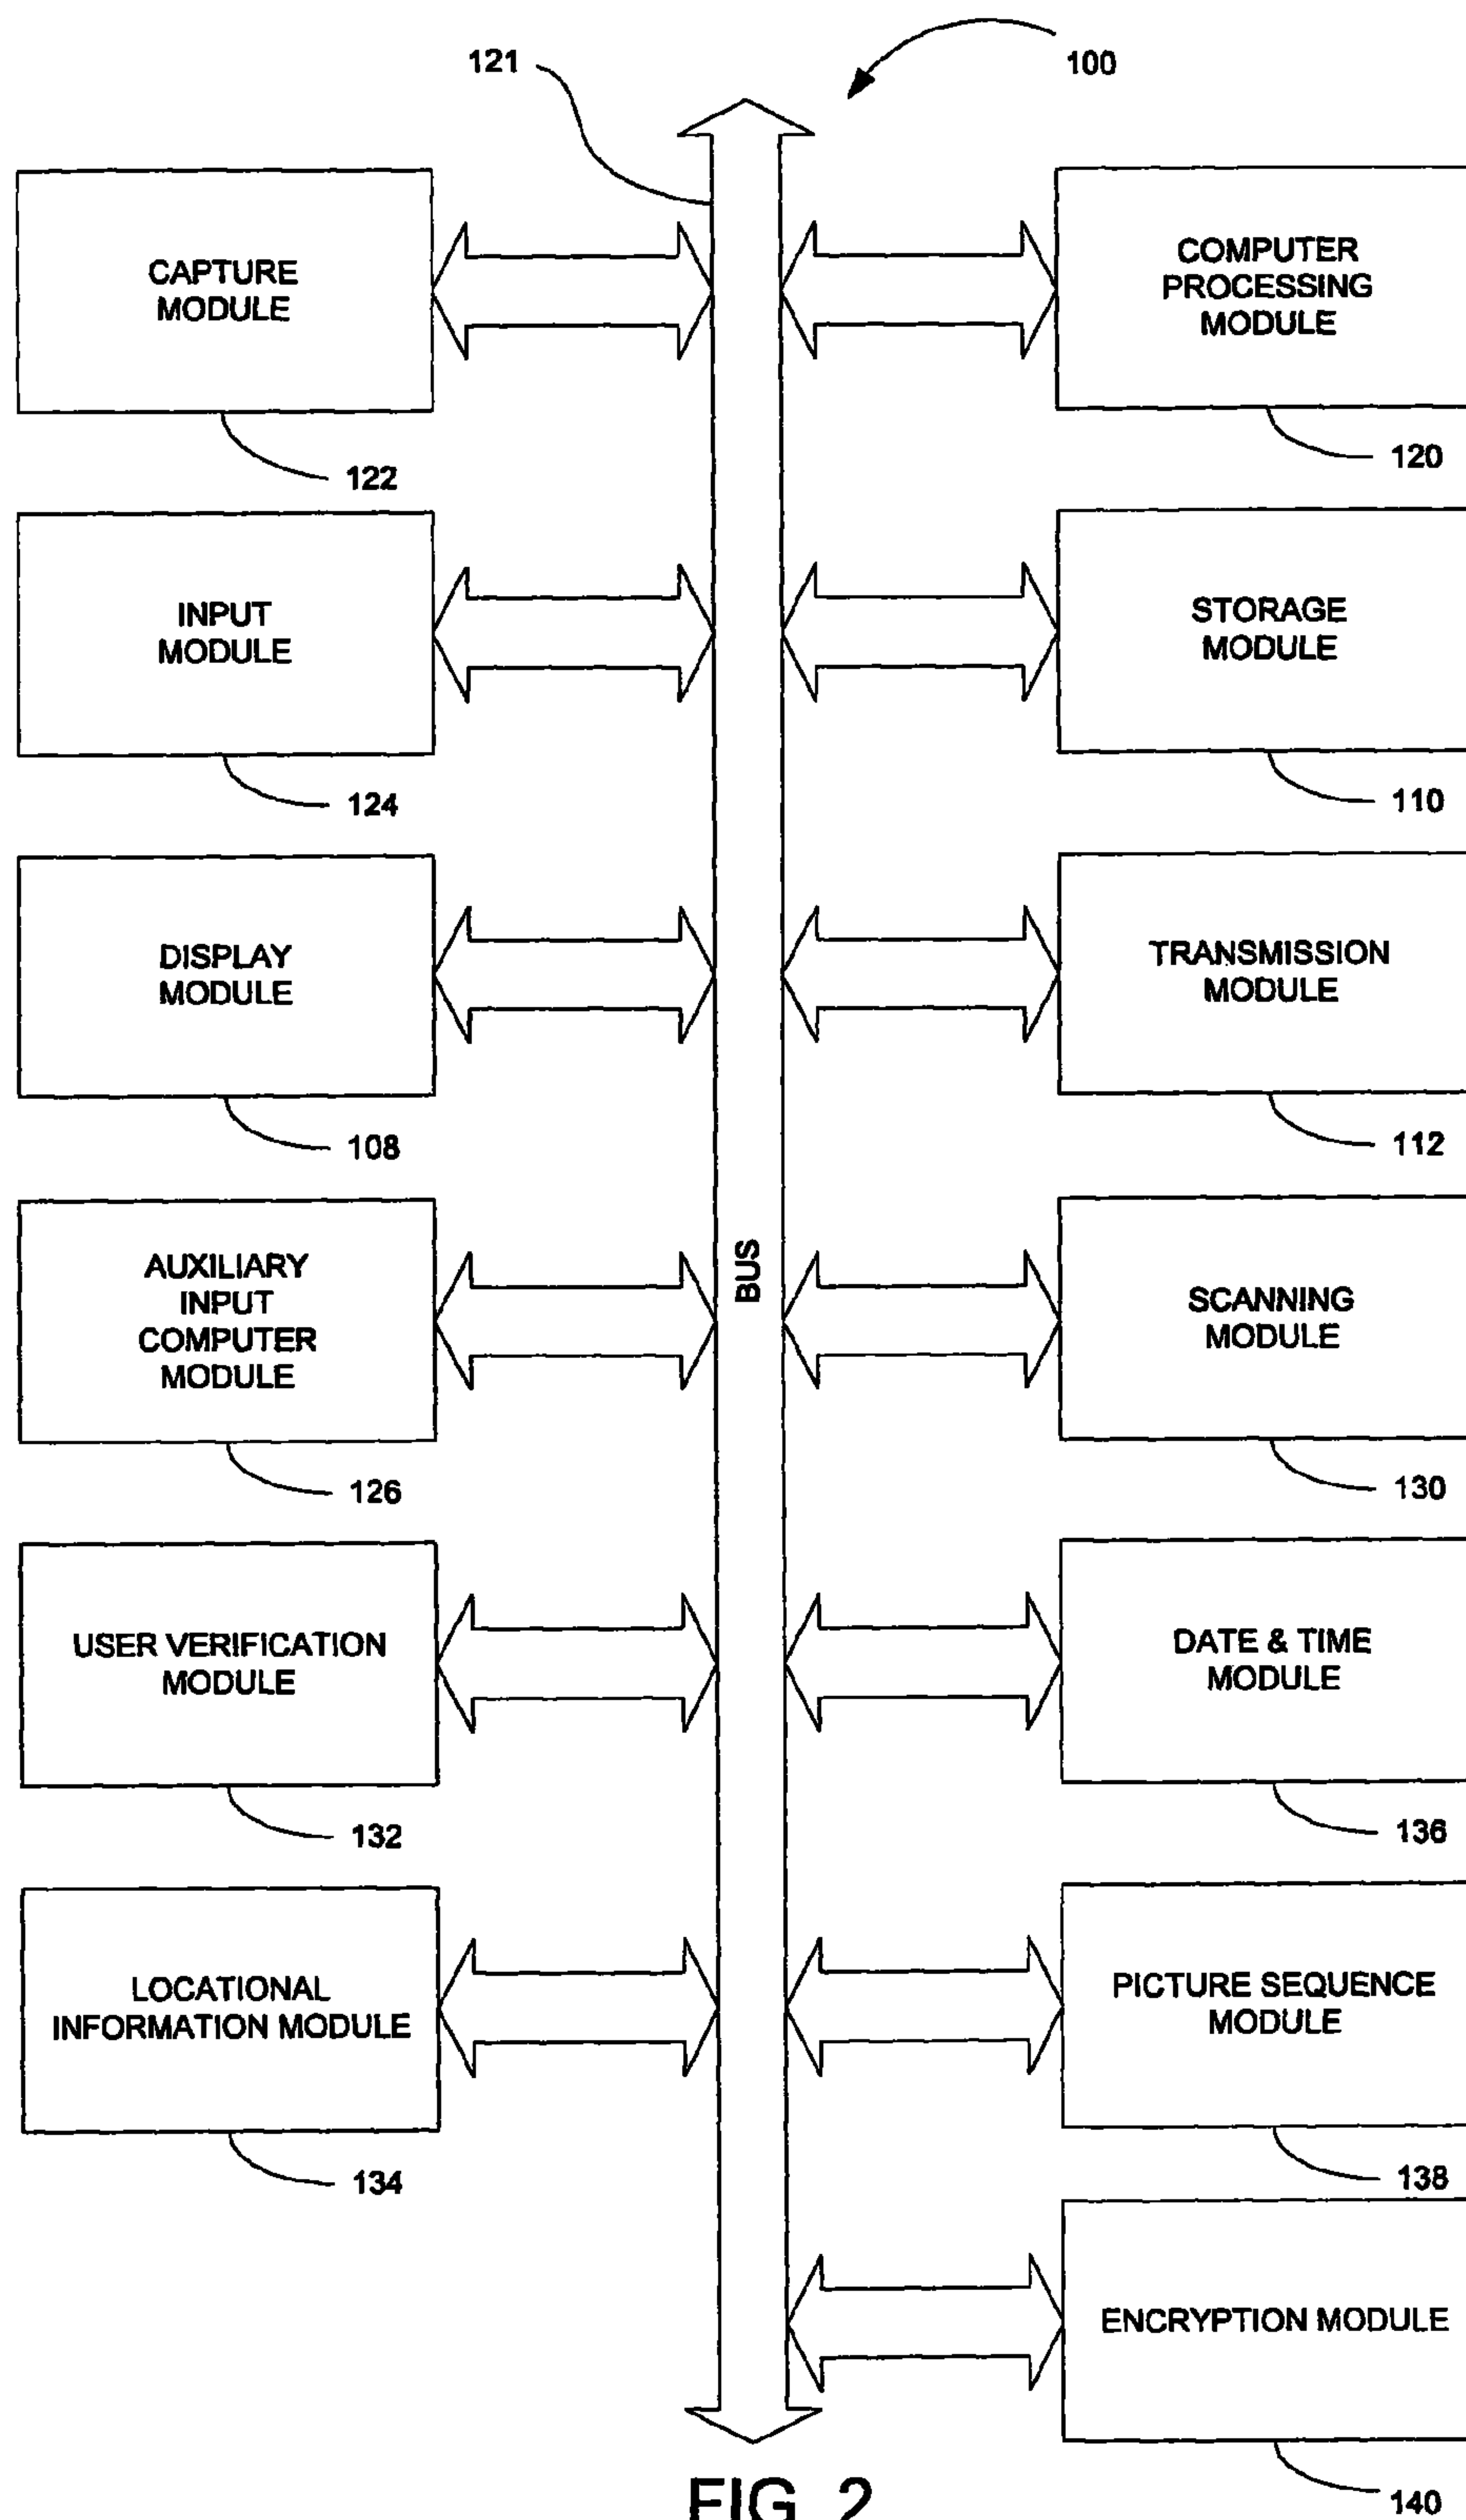 121
100
CAPTURE
MODULE
122
COMPUTER
PROCESSING
MODULE
120
INPUT
MODULE
124
STORAGE
MODULE
110
DISPLAY
MODULE
108
TRANSMISSION
MODULE
112
AUXILIARY
INPUT
COMPUTER
MODULE
126
BUS
SCANNING
MODULE
130
USER VERIFICATION
MODULE
132
DATE & TIME
MODULE
136
LOCATIONAL
INFORMATION MODULE
134
PICTURE SEQUENCE
MODULE
138
ENCRYPTION MODULE
140
FIG. 2